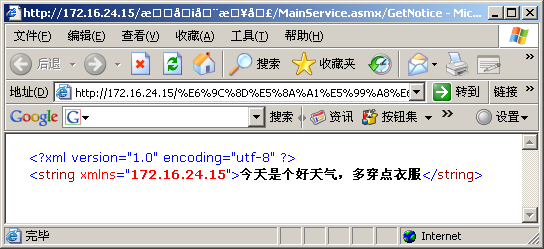 http://172.16.24.15/æ å ì å ¨ æ ¥ å £/MainService.asmx/GetNotice - Mic...
文件(F) 编辑(E) 查看(V) 收藏(A) 工具(T) 帮助(H)
后退 搜索 收藏夹
地址(D) http://172.16.24.15/%E6%9C%8D%E5%8A%A1%E5%99%A8%E6 转到 链接 »
Google G 搜索 资讯 按钮集 » 设置
<?xml version="1.0" encoding="utf-8" ?>
<string xmlns="172.16.24.15">今天是个好天气，多穿点衣服</string>
完毕 Internet